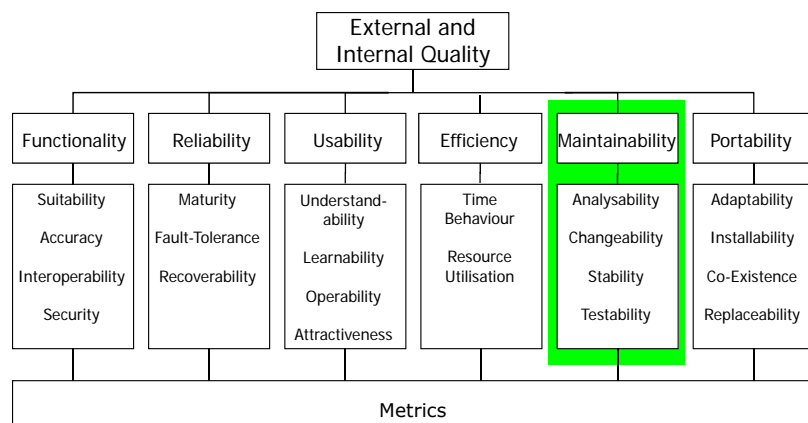 External and
Internal Quality
Functionality
Reliability
Usability
Efficiency
Maintainability
Portability
Suitability
Accuracy
Interoperability
Security
Maturity
Fault-Tolerance
Recoverability
Understand-
ability
Learnability
Operability
Attractiveness
Time
Behaviour
Resource
Utilisation
Analysability
Changeability
Stability
Testability
Adaptability
Installability
Co-Existence
Replaceability
Metrics